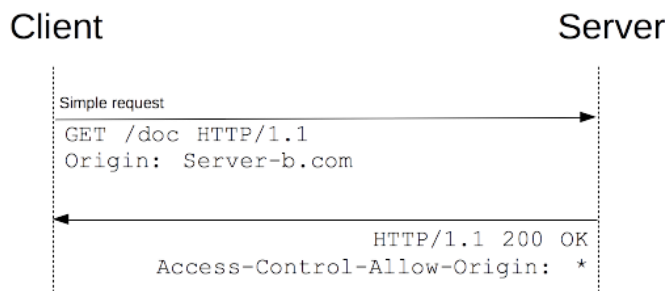 Client
Server
Simple request
GET /doc HTTP/1.1
Origin: Server-b.com
HTTP/1.1 200 OK
Access-Control-Allow-Origin: *